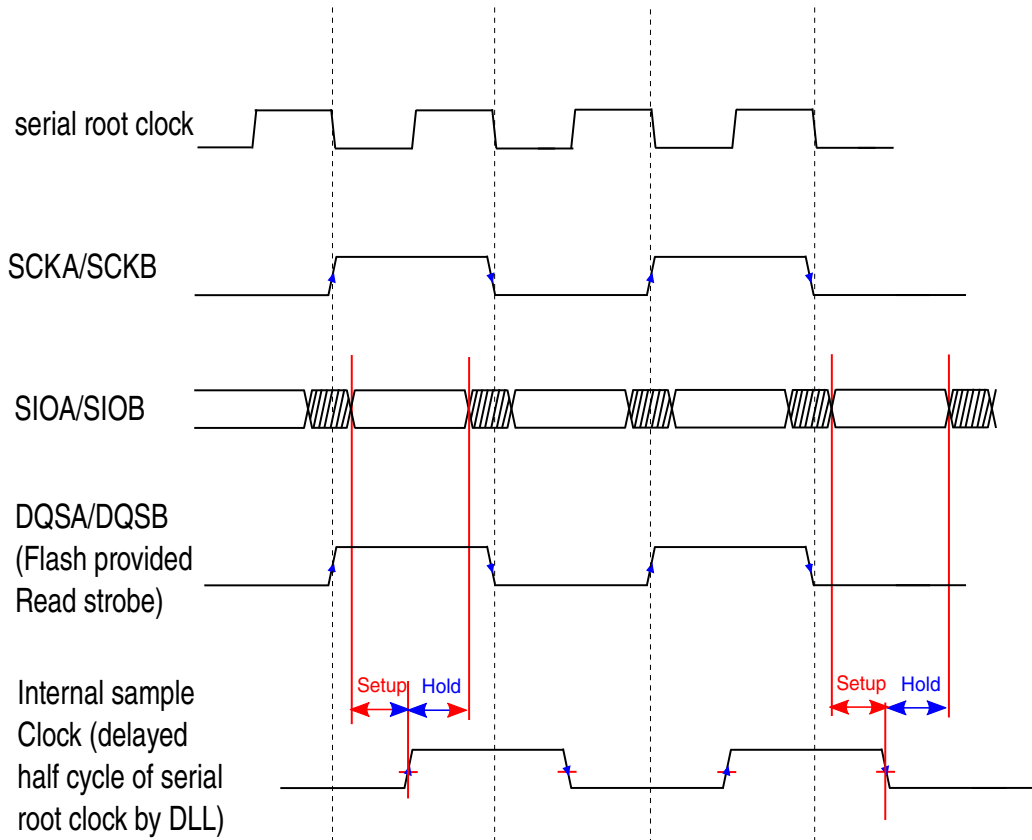 serial root clock
SCKA/SCKB
SIOA/SIOB
DQSA/DQSB
(Flash provided
Read strobe)
Internal sample
Clock (delayed
half cycle of serial
root clock by DLL)
Setup
Hold
Setup
Hold